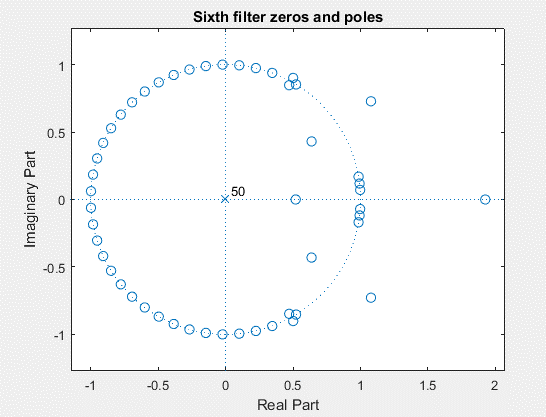 Sixth filter zeros and poles
1
0.5
0
-0.5
-1
Imaginary Part
50
-1 -0.5 0 0.5 1 1.5 2
Real Part